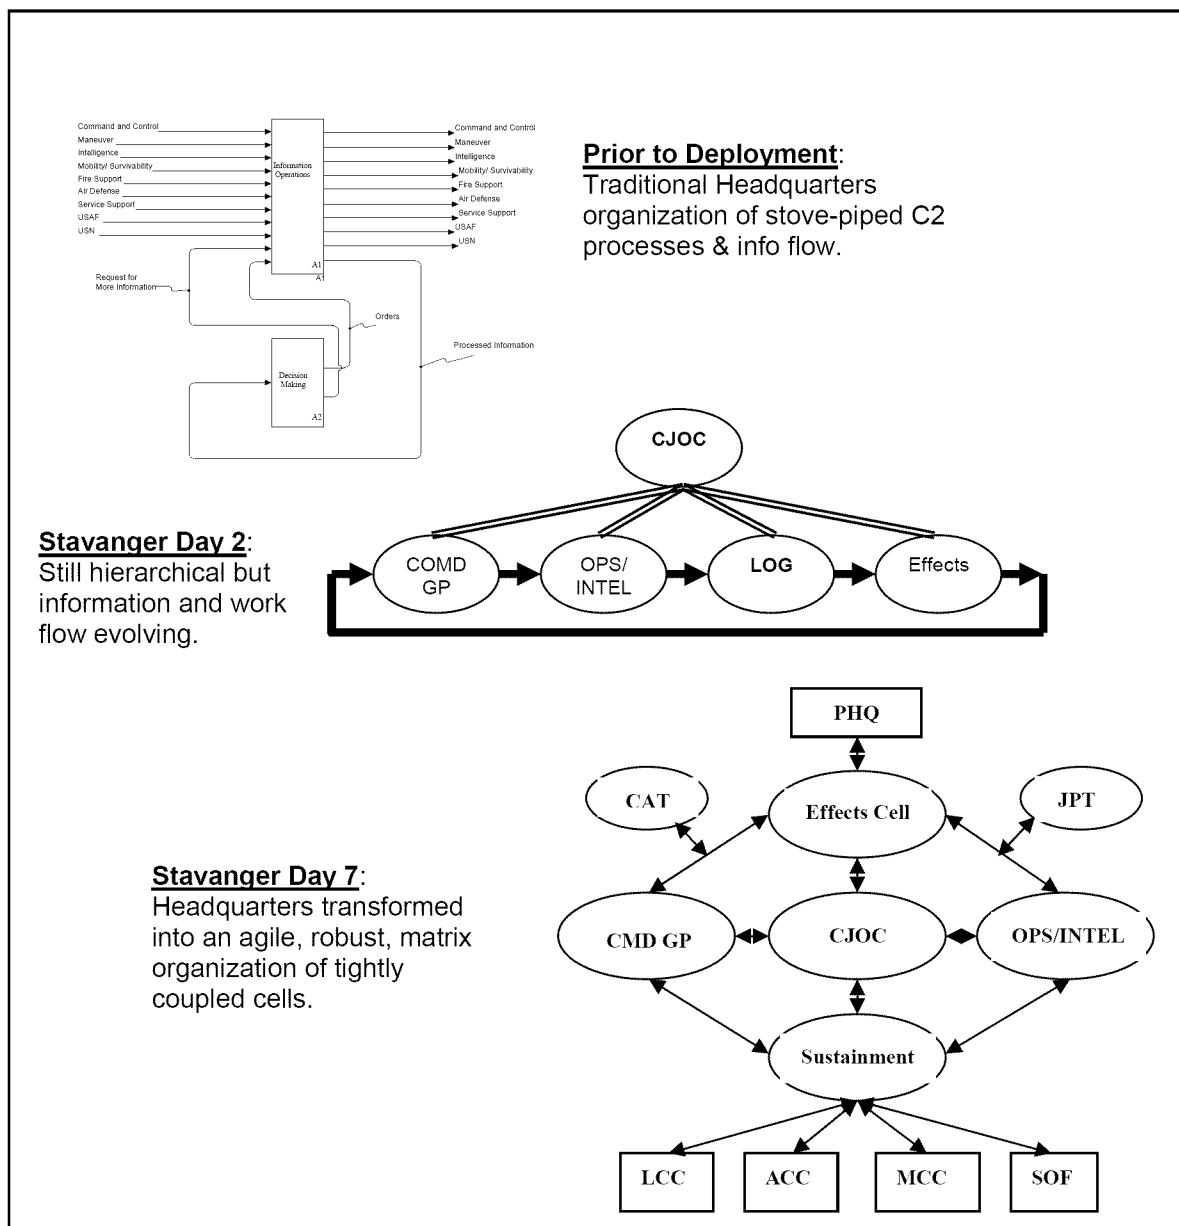 Command and Control
Maneuver
Intelligence
Mobility/ Survivability
Fire Support
Air Defense
Service Support
USAF
USN
Information
Operations
A1
A1
Command and Control
Maneuver
Intelligence
Mobility/ Survivability
Fire Support
Air Defense
Service Support
USAF
USN
Request for
More Information
Orders
Processed Information
Decision
Making
A2
Prior to Deployment:
Traditional Headquarters
organization of stove-piped C2
processes & info flow.
CJOC
Stavanger Day 2:
Still hierarchical but
information and work
flow evolving.
COMD
GP
OPS/
INTEL
LOG
Effects
PHQ
CAT
Effects Cell
JPT
Stavanger Day 7:
Headquarters transformed
into an agile, robust, matrix
organization of tightly
coupled cells.
CMD GP
CJOC
OPS/INTEL
Sustainment
LCC
ACC
MCC
SOF